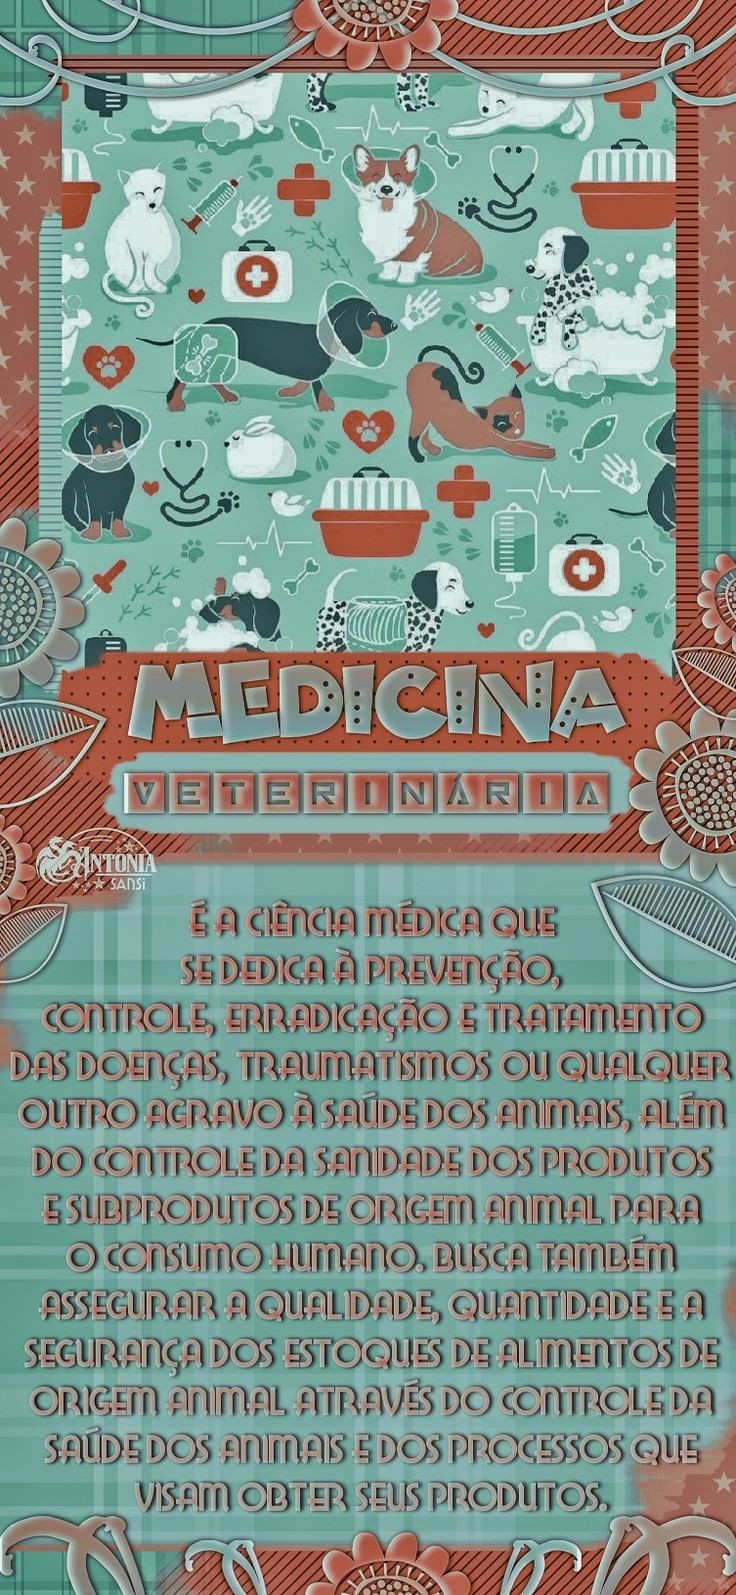 MEDICINA
VETERINÁRIA
ANTONIA
SANSI
É A CIÊNCIA MÉDICA QUE
SE DEDICA À PREVENÇÃO,
CONTROLE, ERRADICAÇÃO E TRATAMENTO
DAS DOENÇAS, TRAUMATISMOS OU QUALQUER
OUTRO AGRAVO À SAÚDE DOS ANIMAIS, ALÉM
DO CONTROLE DA SANIDADE DOS PRODUTOS
E SUBPRODUTOS DE ORIGEM ANIMAL PARA
O CONSUMO HUMANO. BUSCA TAMBÉM
ASSEGURAR A QUALIDADE, QUANTIDADE E A
SEGURANÇA DOS ESTOQUES DE ALIMENTOS DE
ORIGEM ANIMAL ATRAVÉS DO CONTROLE DA
SAÚDE DOS ANIMAIS E DOS PROCESSOS QUE
VISAM OBTER SEUS PRODUTOS.